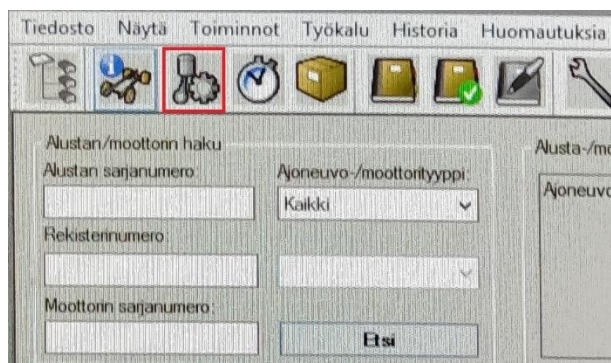 Tiedosto Näytä Toiminnot Työkalu Historia Huomautuksia
Alustan/moottorin haku
Alustan sarjanumero:
Ajoneuvo-/moottorityyppi:
Kaikki
Rekisterinumero:
Moottorin sarjanumero:
Etsi
Alusta-/mo
Ajoneuvo